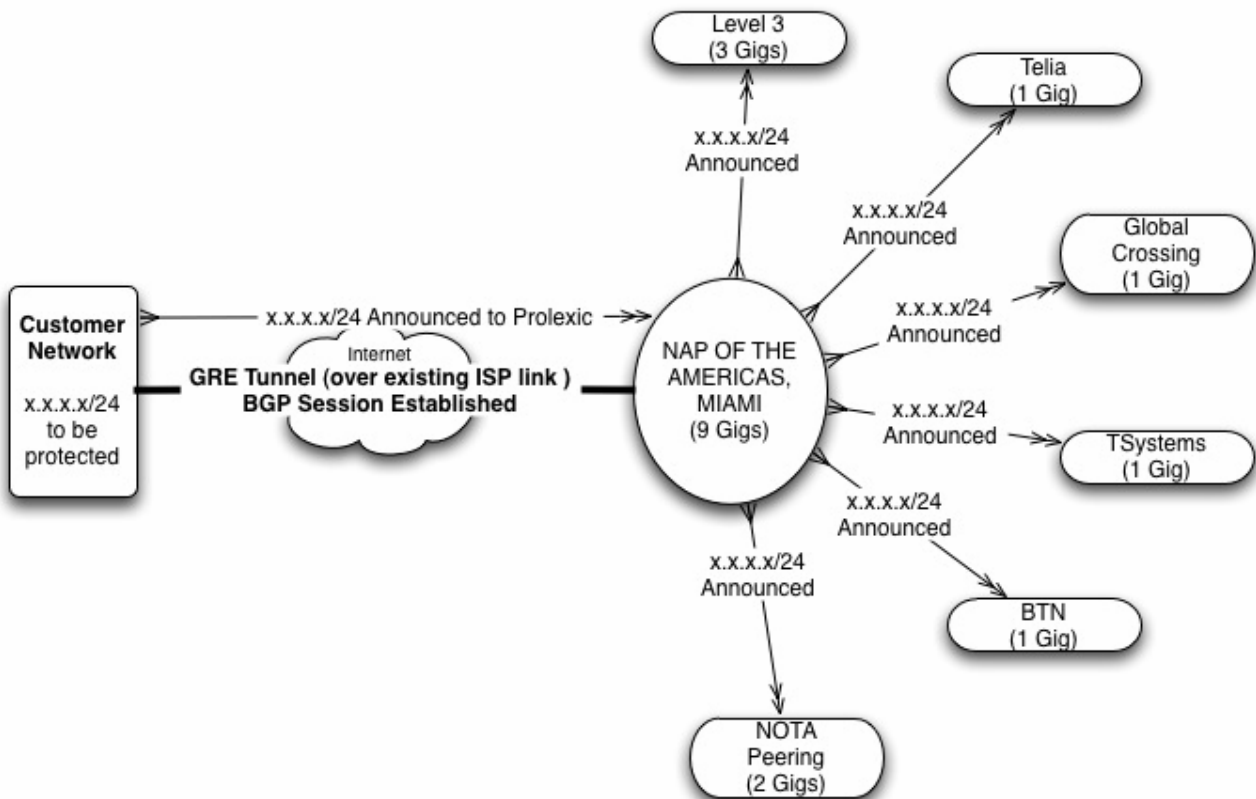 Level 3
(3 Gigs)
Telia
(1 Gig)
x.x.x.x/24
Announced
x.x.x.x/24
Announced
Global
Crossing
(1 Gig)
Customer
Network
x.x.x.x/24
to be
protected
x.x.x.x/24 Announced to Prolexic
Internet
GRE Tunnel (over existing ISP link )
BGP Session Established
NAP OF THE
AMERICAS,
MIAMI
(9 Gigs)
x.x.x.x/24
Announced
x.x.x.x/24
Announced
TSystems
(1 Gig)
x.x.x.x/24
Announced
BTN
(1 Gig)
x.x.x.x/24
Announced
NOTA
Peering
(2 Gigs)